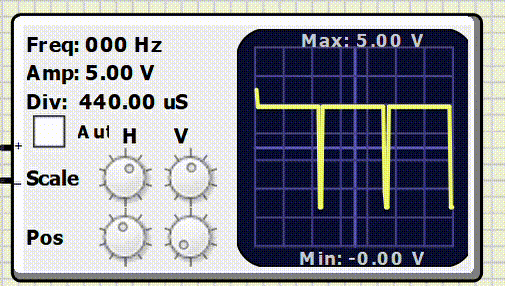 Freq: 000 Hz
Amp: 5.00 V
Div: 440.00 uS
Aut H V
Scale
Pos
Max: 5.00 V
Min: -0.00 V
+
-